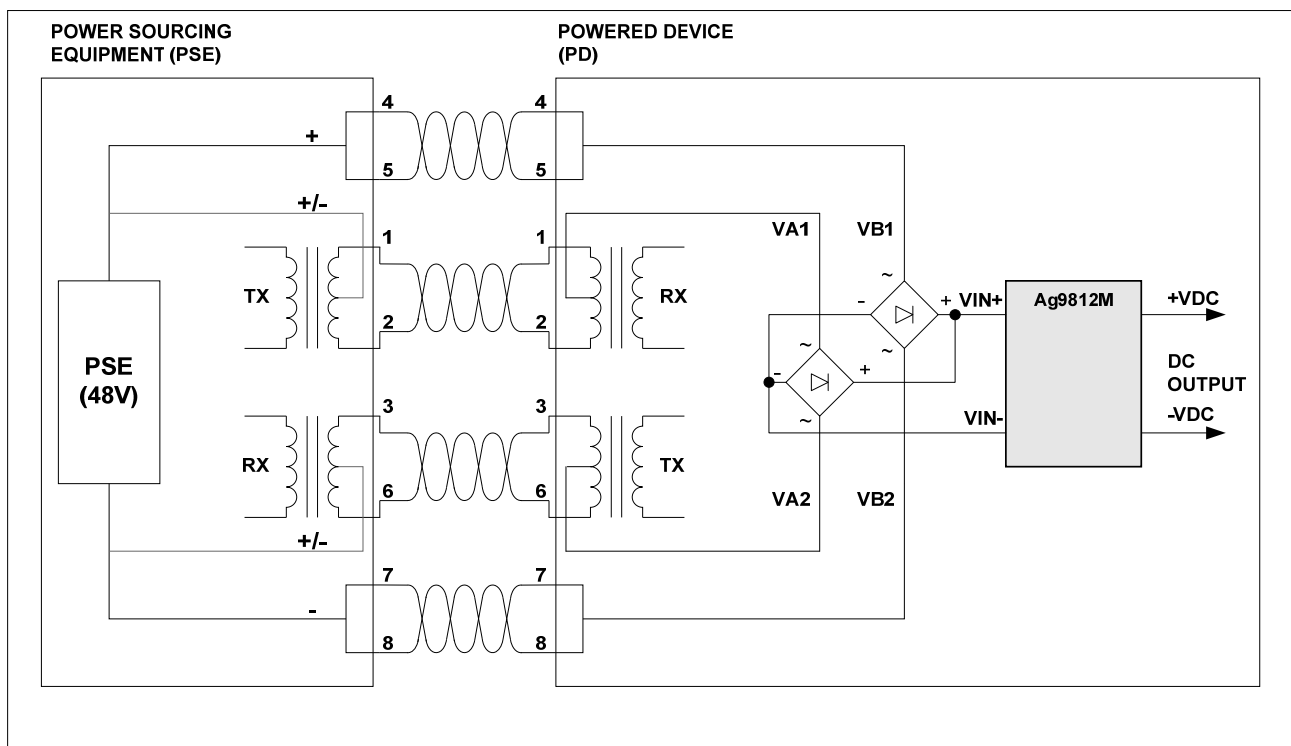 POWER SOURCING
EQUIPMENT (PSE)
POWERED DEVICE
(PD)
4
4
+
5
5
+/-
1
1
VA1
VB1
TX
RX
~
-
+
VIN+
Ag9812M
+VDC
2
2
~
~
PSE
(48V)
-
+
DC
OUTPUT
3
3
~
VIN-
-VDC
RX
TX
6
6
VA2
VB2
+/-
7
7
-
8
8